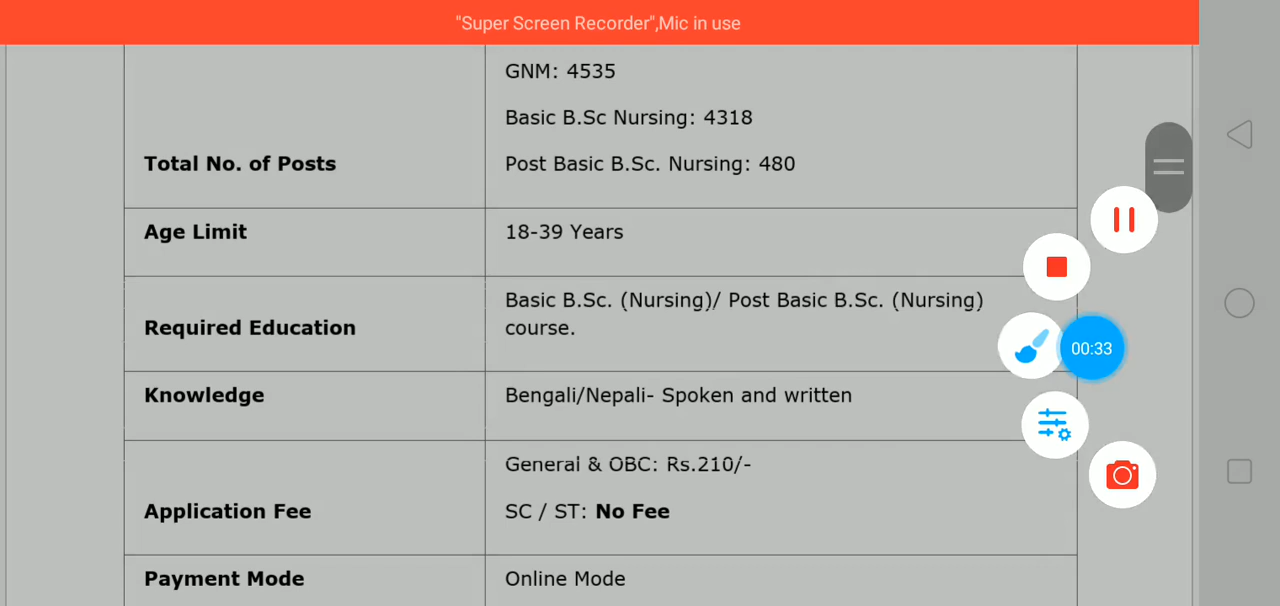 "Super Screen Recorder",Mic in use
GNM: 4535
Basic B.Sc Nursing: 4318
Total No. of Posts
Post Basic B.Sc. Nursing: 480
Age Limit
18-39 Years
Basic B.Sc. (Nursing)/ Post Basic B.Sc. (Nursing)
Required Education
course.
00:33
Knowledge
Bengali/Nepali- Spoken and written
General & OBC: Rs.210/-
Application Fee
SC / ST: No Fee
Payment Mode
Online Mode